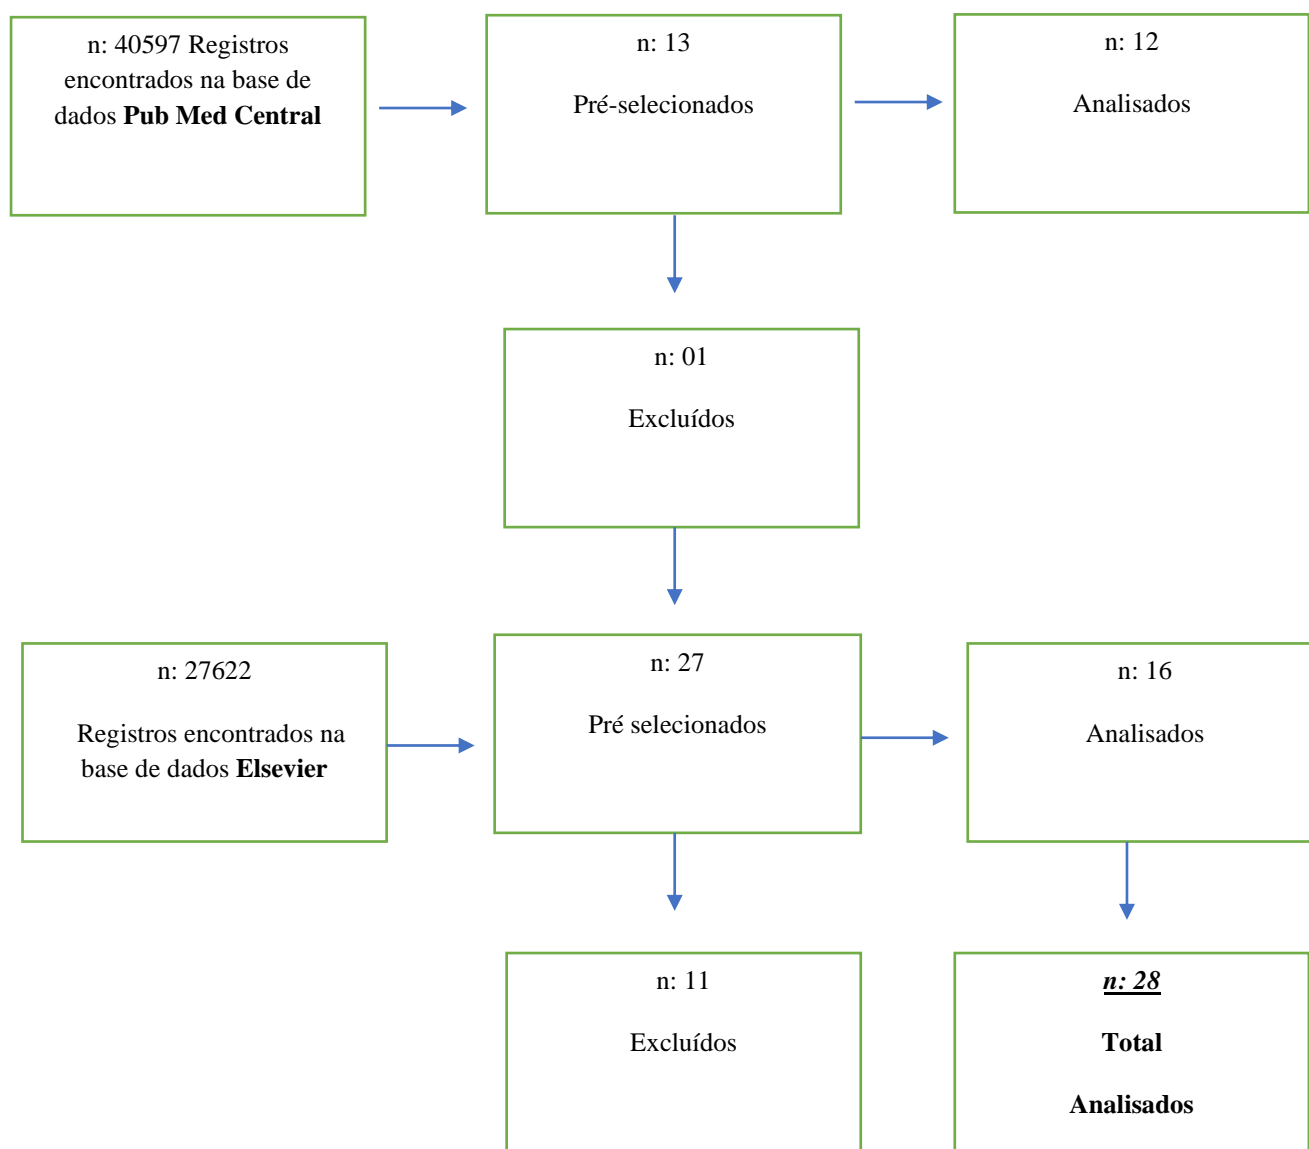 n: 40597 Registros
encontrados na base de
dados Pub Med Central
n: 13
Pré-selecionados
n: 12
Analisados
n: 01
Excluídos
n: 27622
Registros encontrados na
base de dados Elsevier
n: 27
Pré selecionados
n: 16
Analisados
n: 11
Excluídos
n: 28
Total
Analisados